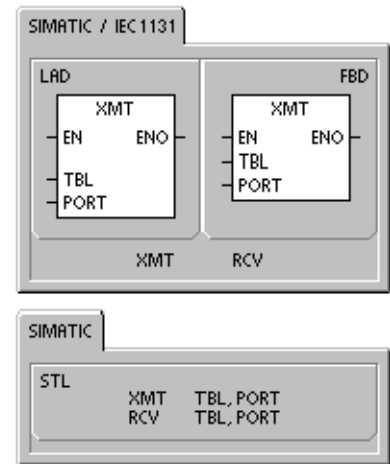 SIMATIC / IEC1131
LAD
XMT
EN ENO
TBL
PORT
FBD
XMT
EN ENO
TBL
PORT
XMT RCV
SIMATIC
STL
XMT TBL, PORT
RCV TBL, PORT